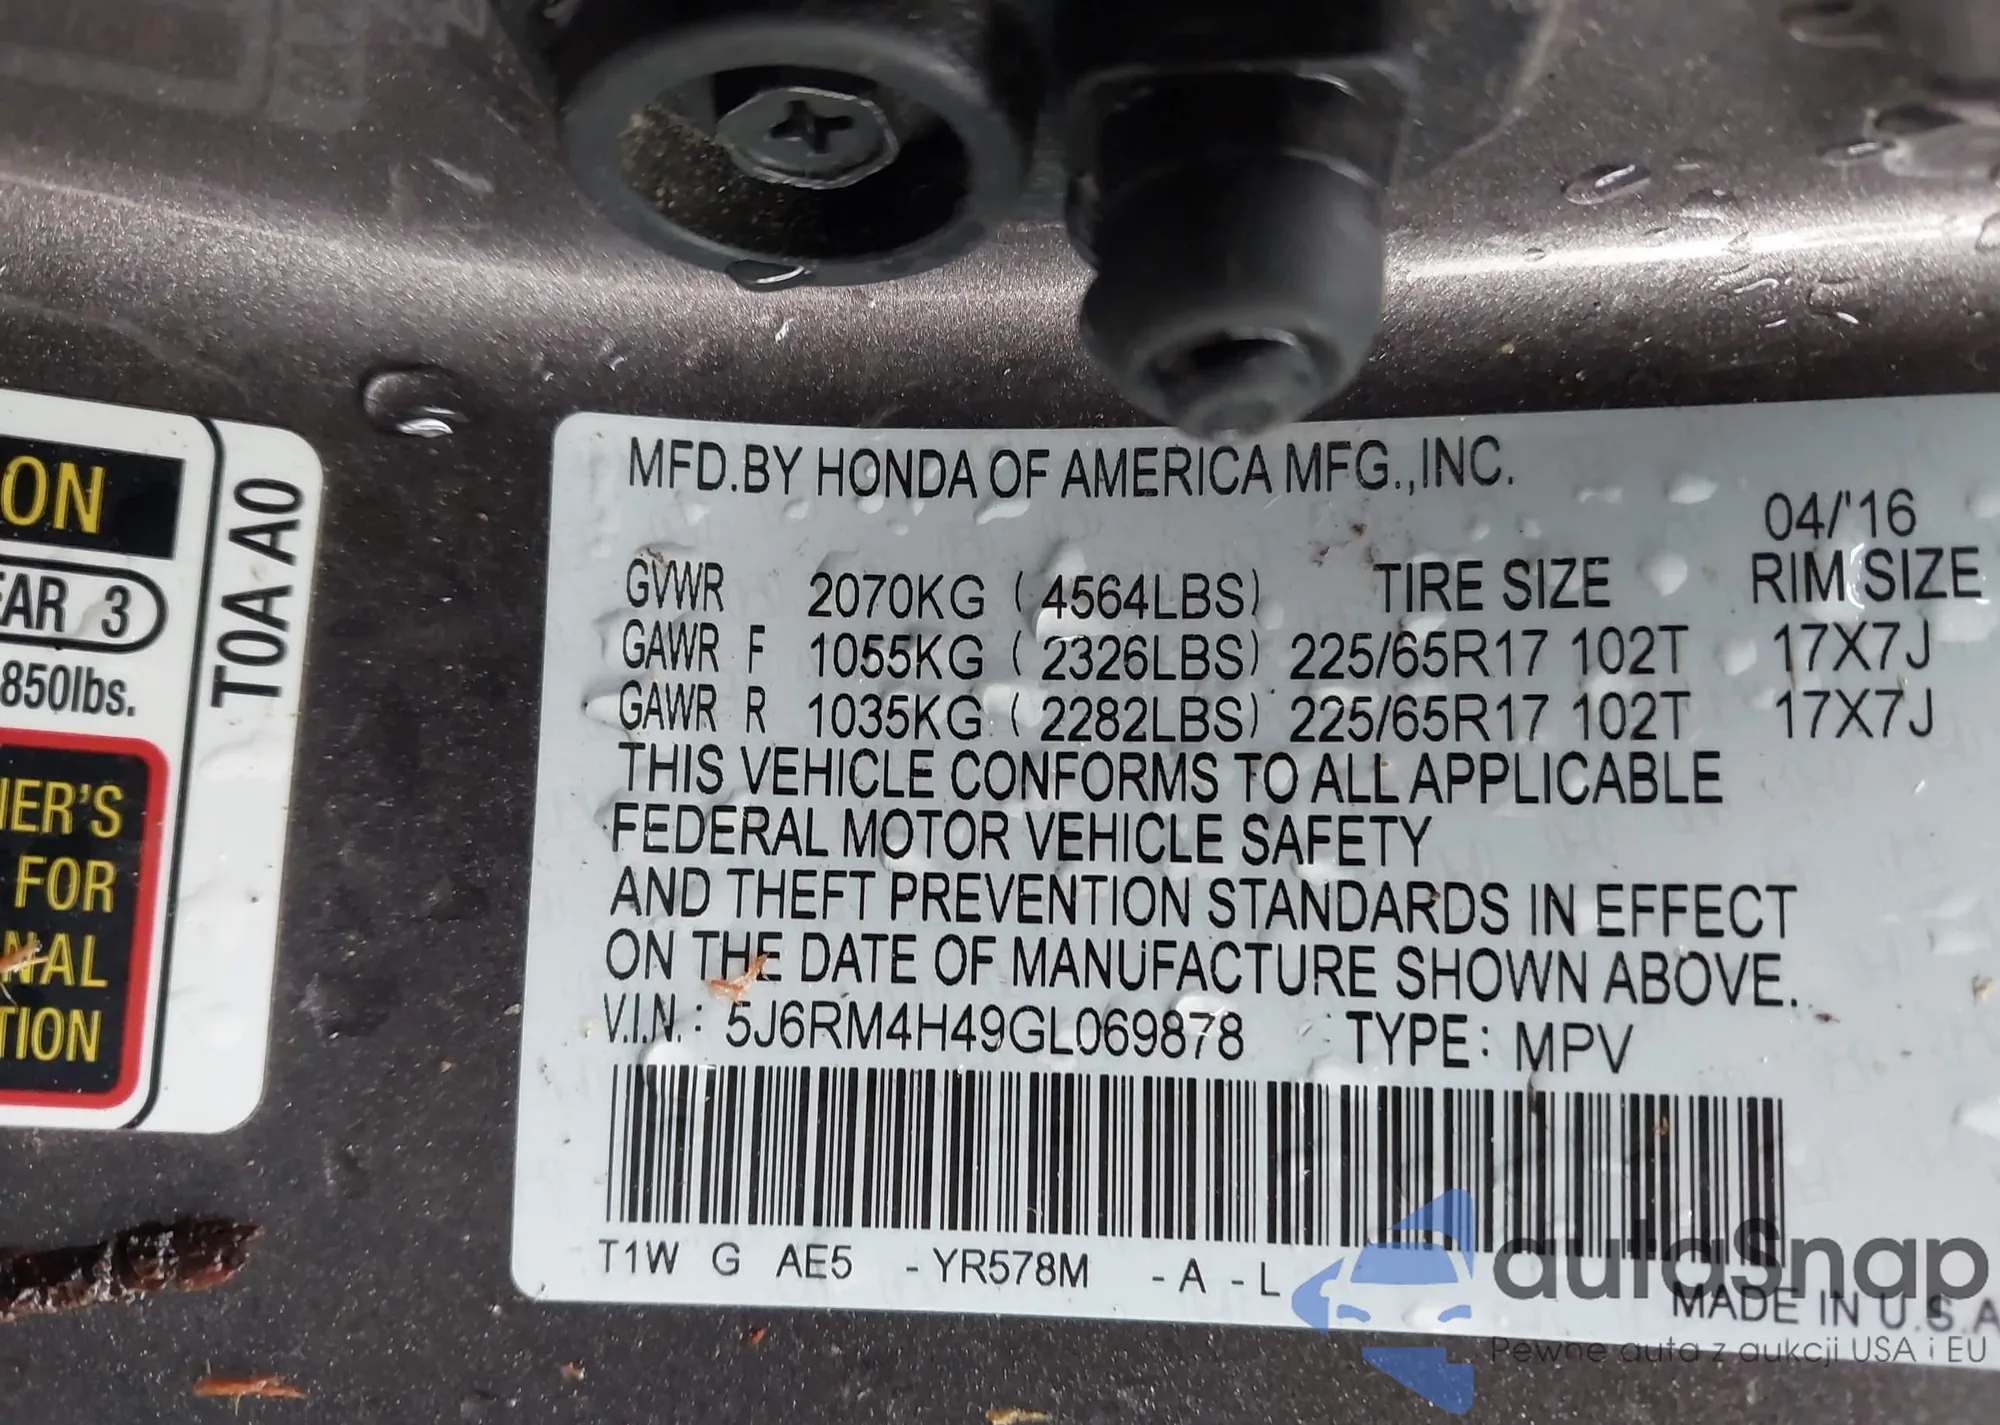 ON
EAR 3
850lbs.
NER'S
FOR
NAL
TION
T0A A0
MFD.BY HONDA OF AMERICA MFG.,INC.
04/'16
GVWR 2070KG (4564LBS) TIRE SIZE RIM SIZE
GAWR F 1055KG (2326LBS) 225/65R17 102T 17X7J
GAWR R 1035KG (2282LBS) 225/65R17 102T 17X7J
THIS VEHICLE CONFORMS TO ALL APPLICABLE
FEDERAL MOTOR VEHICLE SAFETY
AND THEFT PREVENTION STANDARDS IN EFFECT
ON THE DATE OF MANUFACTURE SHOWN ABOVE.
V.I.N.: 5J6RM4H49GL069878 TYPE: MPV
T1W G AE5 -YR578M -A -L
MADE IN U.S.A
autoSnap
Pewne auta z aukcji USA i EU